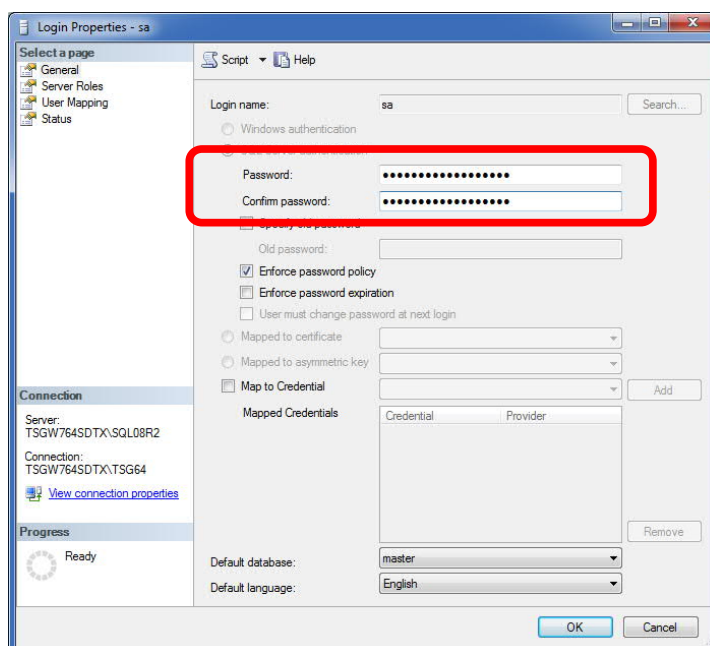 Login Properties - sa
Select a page
General
Server Roles
User Mapping
Status
Script Help
Login name: sa Search...
Windows authentication
Password: ••••••••••••••••••
Confirm password: ••••••••••••••••••
Specify old password
Old password:
Enforce password policy
Enforce password expiration
User must change password at next login
Mapped to certificate
Mapped to asymmetric key
Map to Credential Add
Mapped Credentials Credential Provider
Remove
Default database: master
Default language: English
Connection
Server:
TSGW764SDTX\SQL08R2
Connection:
TSGW764SDTX\TSG64
View connection properties
Progress
Ready
OK Cancel